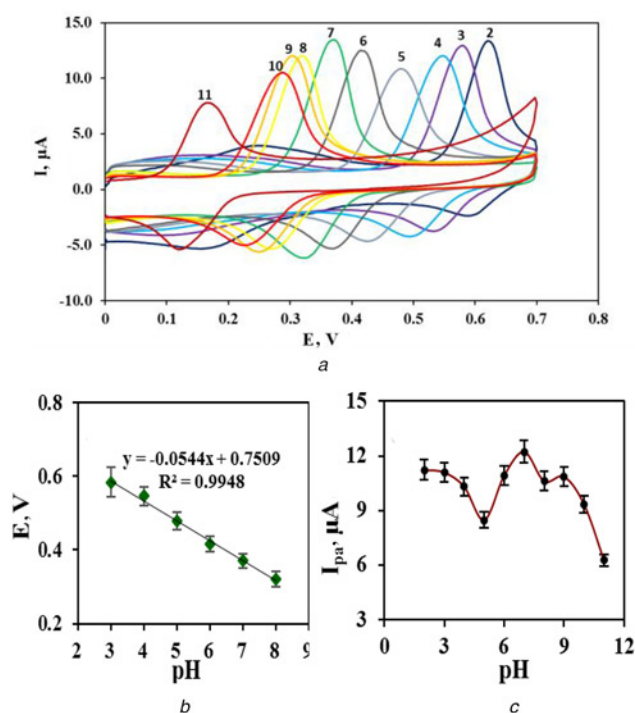 15.0
7
2
9
6
3
8
4
5
10
10.0
11
I, µA
5.0
0.0
-5.0
-10.0
0 0.1 0.2 0.3 0.4 0.5 0.6 0.7 0.8
E, V
a
0.8
y = -0.0544x + 0.7509
R² = 0.9948
E, V
0.6
0.4
0.2
2 3 4 5 6 7 8 9
pH
b
15
12
Ipa, µA
9
6
3
0 3 6 9 12
pH
c